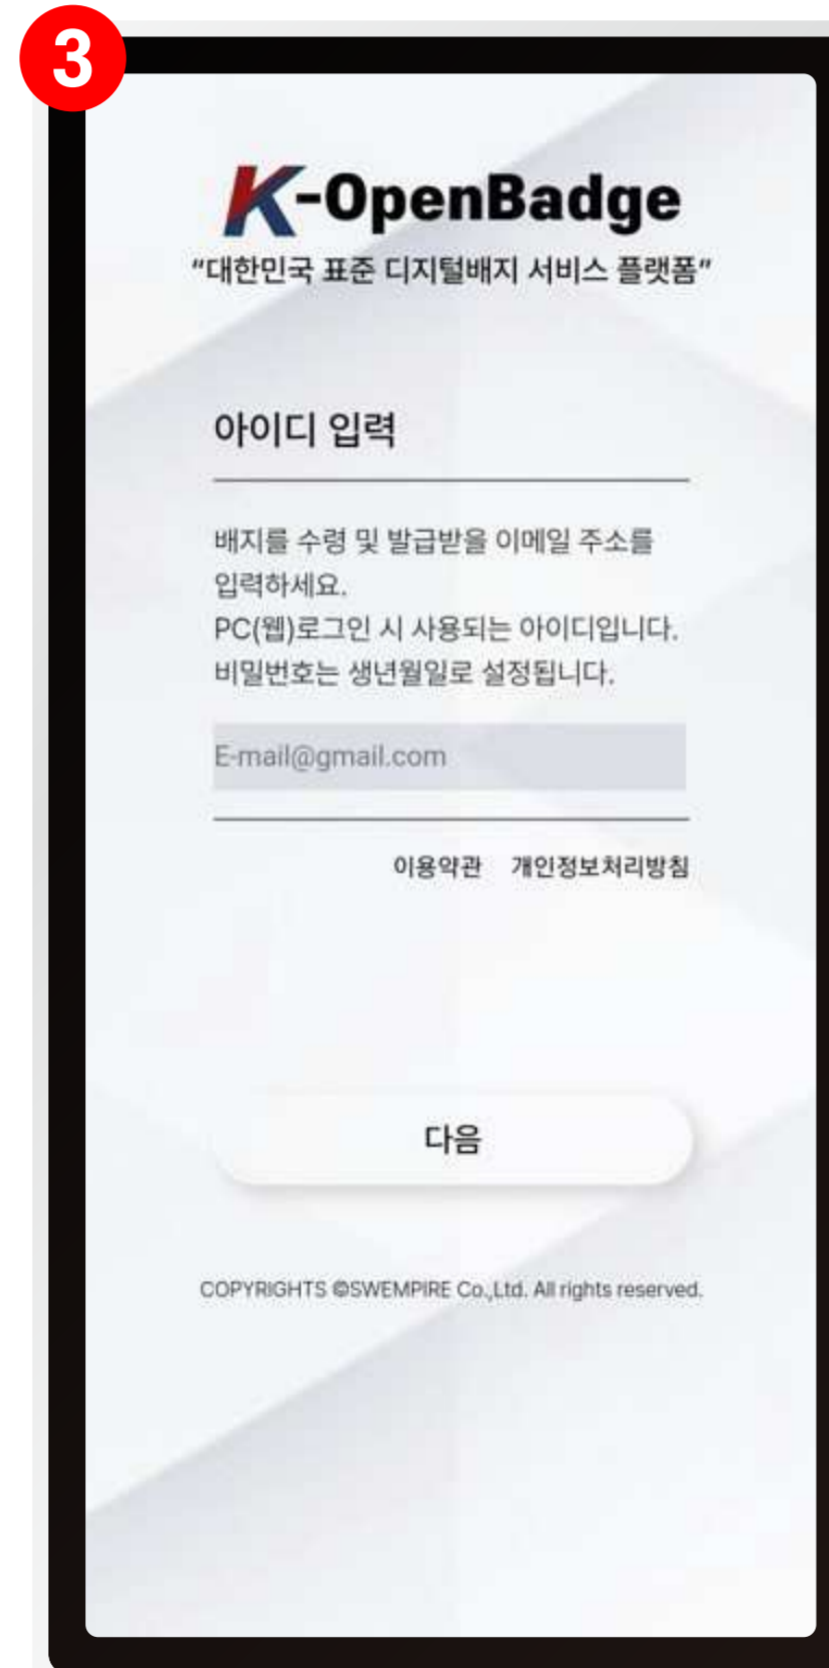 3
K-OpenBadge
“대한민국 표준 디지털배지 서비스 플랫폼”
아이디 입력
배지를 수령 및 발급받을 이메일 주소를
입력하세요.
PC(웹)로그인 시 사용되는 아이디입니다.
비밀번호는 생년월일로 설정됩니다.
E-mail@gmail.com
이용약관 개인정보처리방침
다음
COPYRIGHTS ©SWEMPIRE Co.,Ltd. All rights reserved.